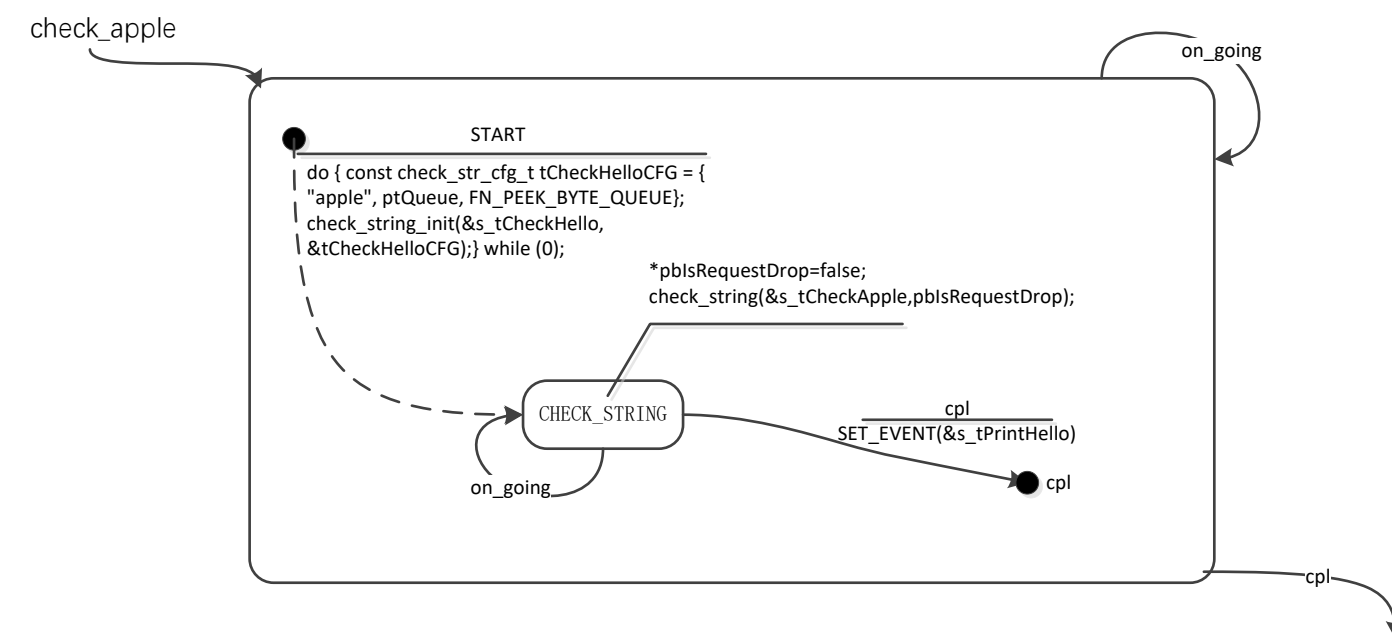 check_apple
on_going
START
do { const check_str_cfg_t tCheckHelloCFG = {
"apple", ptQueue, FN_PEEK_BYTE_QUEUE};
check_string_init(&s_tCheckHello,
&tCheckHelloCFG);} while (0);
*pbIsRequestDrop=false;
check_string(&s_tCheckApple,pbIsRequestDrop);
CHECK_STRING
cpl
SET_EVENT(&s_tPrintHello)
on_going
cpl
cpl